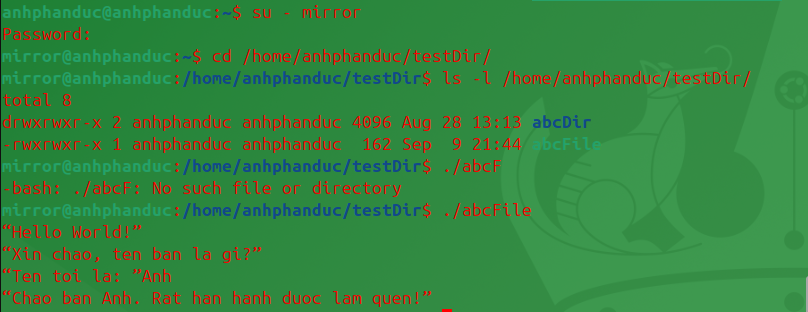 anhphanduc@anhphanduc:~$ su - mirror
Password:
mirror@anhphanduc:~$ cd /home/anhphanduc/testDir/
mirror@anhphanduc:/home/anhphanduc/testDir$ ls -l /home/anhphanduc/testDir/
total 8
drwxrwxr-x 2 anhphanduc anhphanduc 4096 Aug 28 13:13 abcDir
-rwxrwxr-x 1 anhphanduc anhphanduc  162 Sep  9 21:44 abcFile
mirror@anhphanduc:/home/anhphanduc/testDir$ ./abcF
-bash: ./abcF: No such file or directory
mirror@anhphanduc:/home/anhphanduc/testDir$ ./abcFile
“Hello World!”
“Xin chao, ten ban la gi?”
“Ten toi la: ”Anh
“Chao ban Anh. Rat han hanh duoc lam quen!”